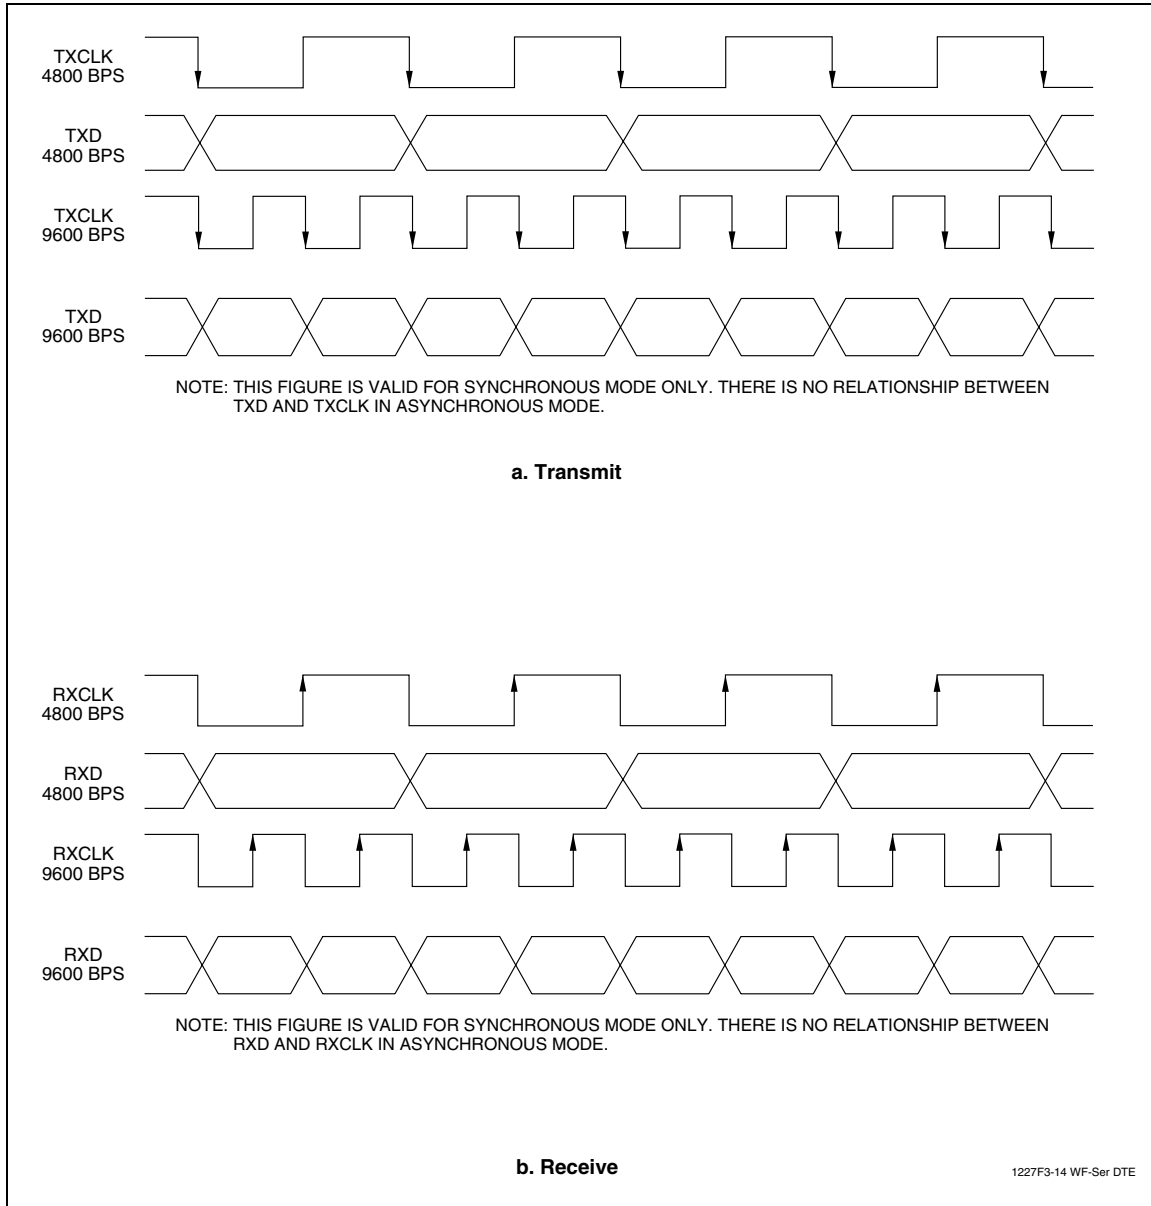 TXCLK
4800 BPS
TXD
4800 BPS
TXCLK
9600 BPS
TXD
9600 BPS
NOTE: THIS FIGURE IS VALID FOR SYNCHRONOUS MODE ONLY. THERE IS NO RELATIONSHIP BETWEEN
TXD AND TXCLK IN ASYNCHRONOUS MODE.
a. Transmit
RXCLK
4800 BPS
RXD
4800 BPS
RXCLK
9600 BPS
RXD
9600 BPS
NOTE: THIS FIGURE IS VALID FOR SYNCHRONOUS MODE ONLY. THERE IS NO RELATIONSHIP BETWEEN
RXD AND RXCLK IN ASYNCHRONOUS MODE.
b. Receive
1227F3-14 WF-Ser DTE